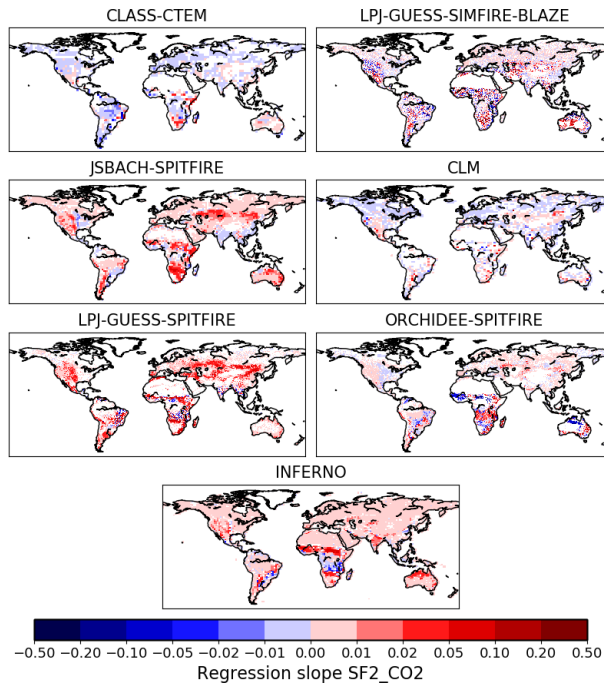 CLASS-CTEM
LPJ-GUESS-SIMFIRE-BLAZE
JSBACH-SPITFIRE
CLM
LPJ-GUESS-SPITFIRE
ORCHIDEE-SPITFIRE
INFERNO
−0.50 −0.20 −0.10 −0.05 −0.02 −0.01 0.00 0.01 0.02 0.05 0.10 0.20 0.50
Regression slope SF2_CO2